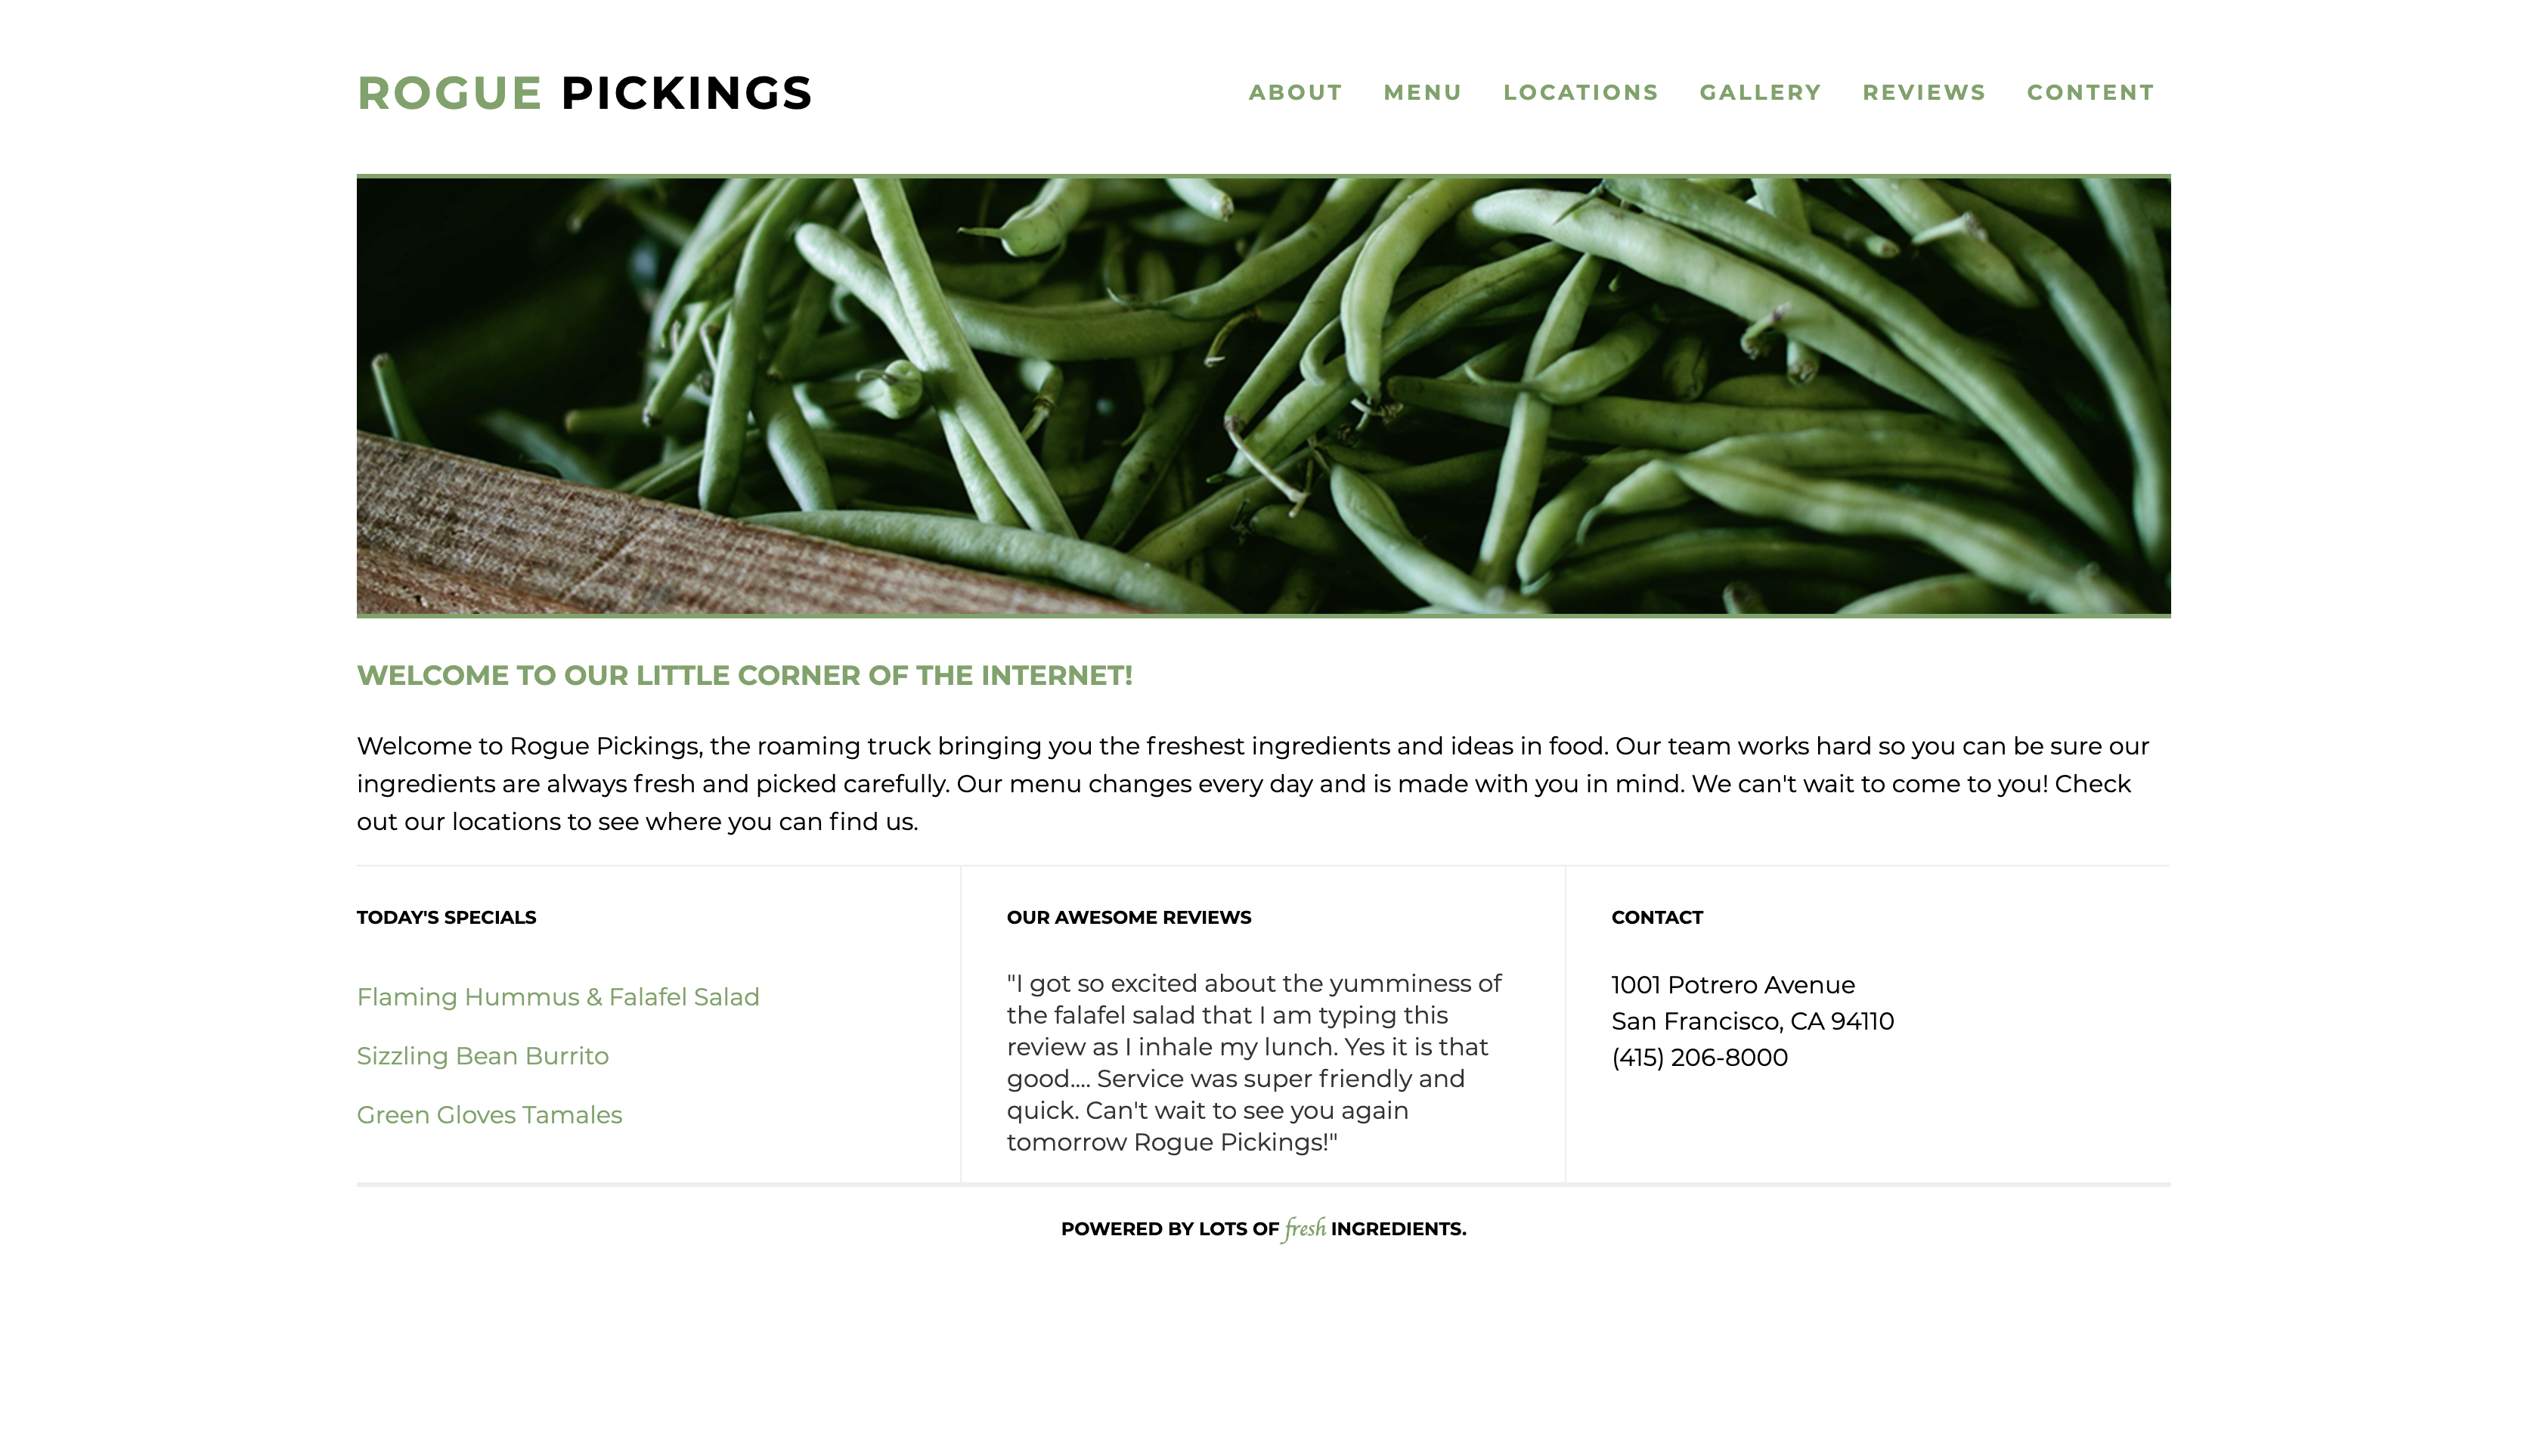 ROGUE PICKINGS
ABOUT MENU LOCATIONS GALLERY REVIEWS CONTENT
WELCOME TO OUR LITTLE CORNER OF THE INTERNET!
Welcome to Rogue Pickings, the roaming truck bringing you the freshest ingredients and ideas in food. Our team works hard so you can be sure our
ingredients are always fresh and picked carefully. Our menu changes every day and is made with you in mind. We can't wait to come to you! Check
out our locations to see where you can find us.
TODAY'S SPECIALS
Flaming Hummus & Falafel Salad
Sizzling Bean Burrito
Green Gloves Tamales
OUR AWESOME REVIEWS
"I got so excited about the yumminess of
the falafel salad that I am typing this
review as I inhale my lunch. Yes it is that
good.... Service was super friendly and
quick. Can't wait to see you again
tomorrow Rogue Pickings!"
CONTACT
1001 Potrero Avenue
San Francisco, CA 94110
(415) 206-8000
POWERED BY LOTS OF fresh INGREDIENTS.